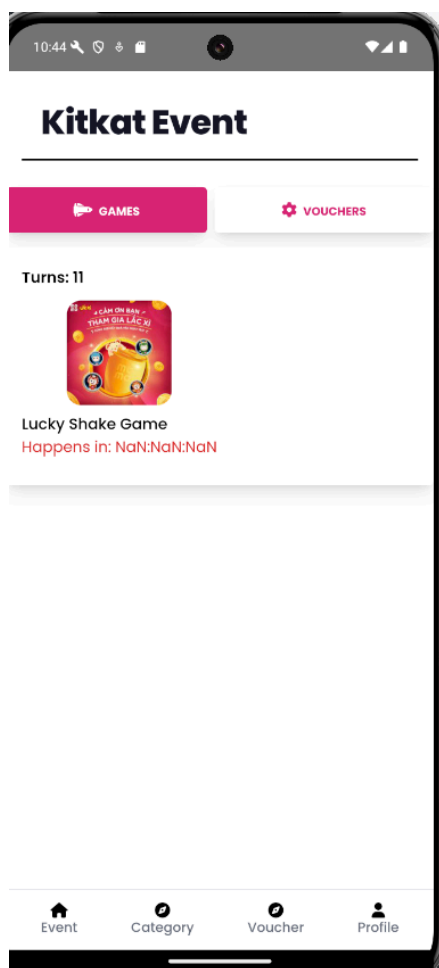 10:44
Kitkat Event
GAMES
VOUCHERS
Turns: 11
CẢM ƠN BẠN
THAM GIA LẮC XÌ
Lucky Shake Game
Happens in: NaN:NaN:NaN
Event
Category
Voucher
Profile